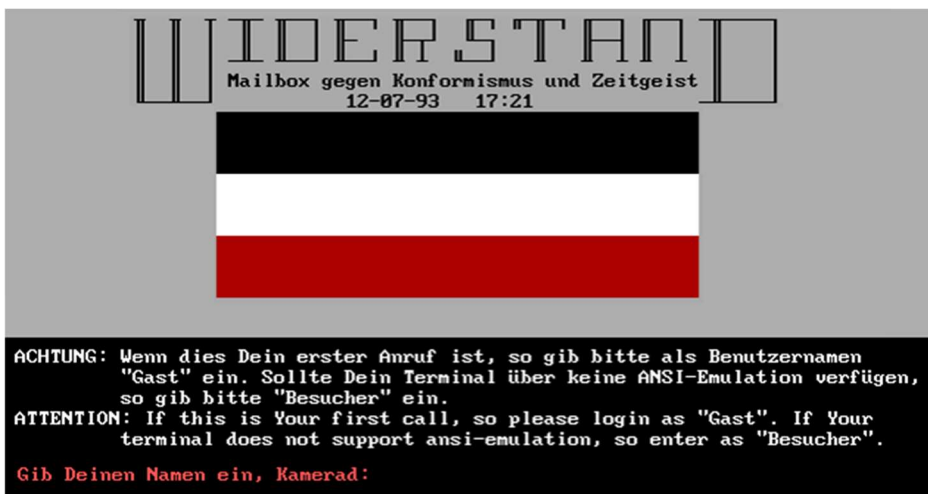 WIDERSTAND
Mailbox gegen Konformismus und Zeitgeist
12-07-93 17:21
ACHTUNG: Wenn dies Dein erster Anruf ist, so gib bitte als Benutzernamen
"Gast" ein. Sollte Dein Terminal über keine ANSI-Emulation verfügen,
so gib bitte "Besucher" ein.
ATTENTION: If this is Your first call, so please login as "Gast". If Your
terminal does not support ansi-emulation, so enter as "Besucher".
Gib Deinen Namen ein, Kamerad: